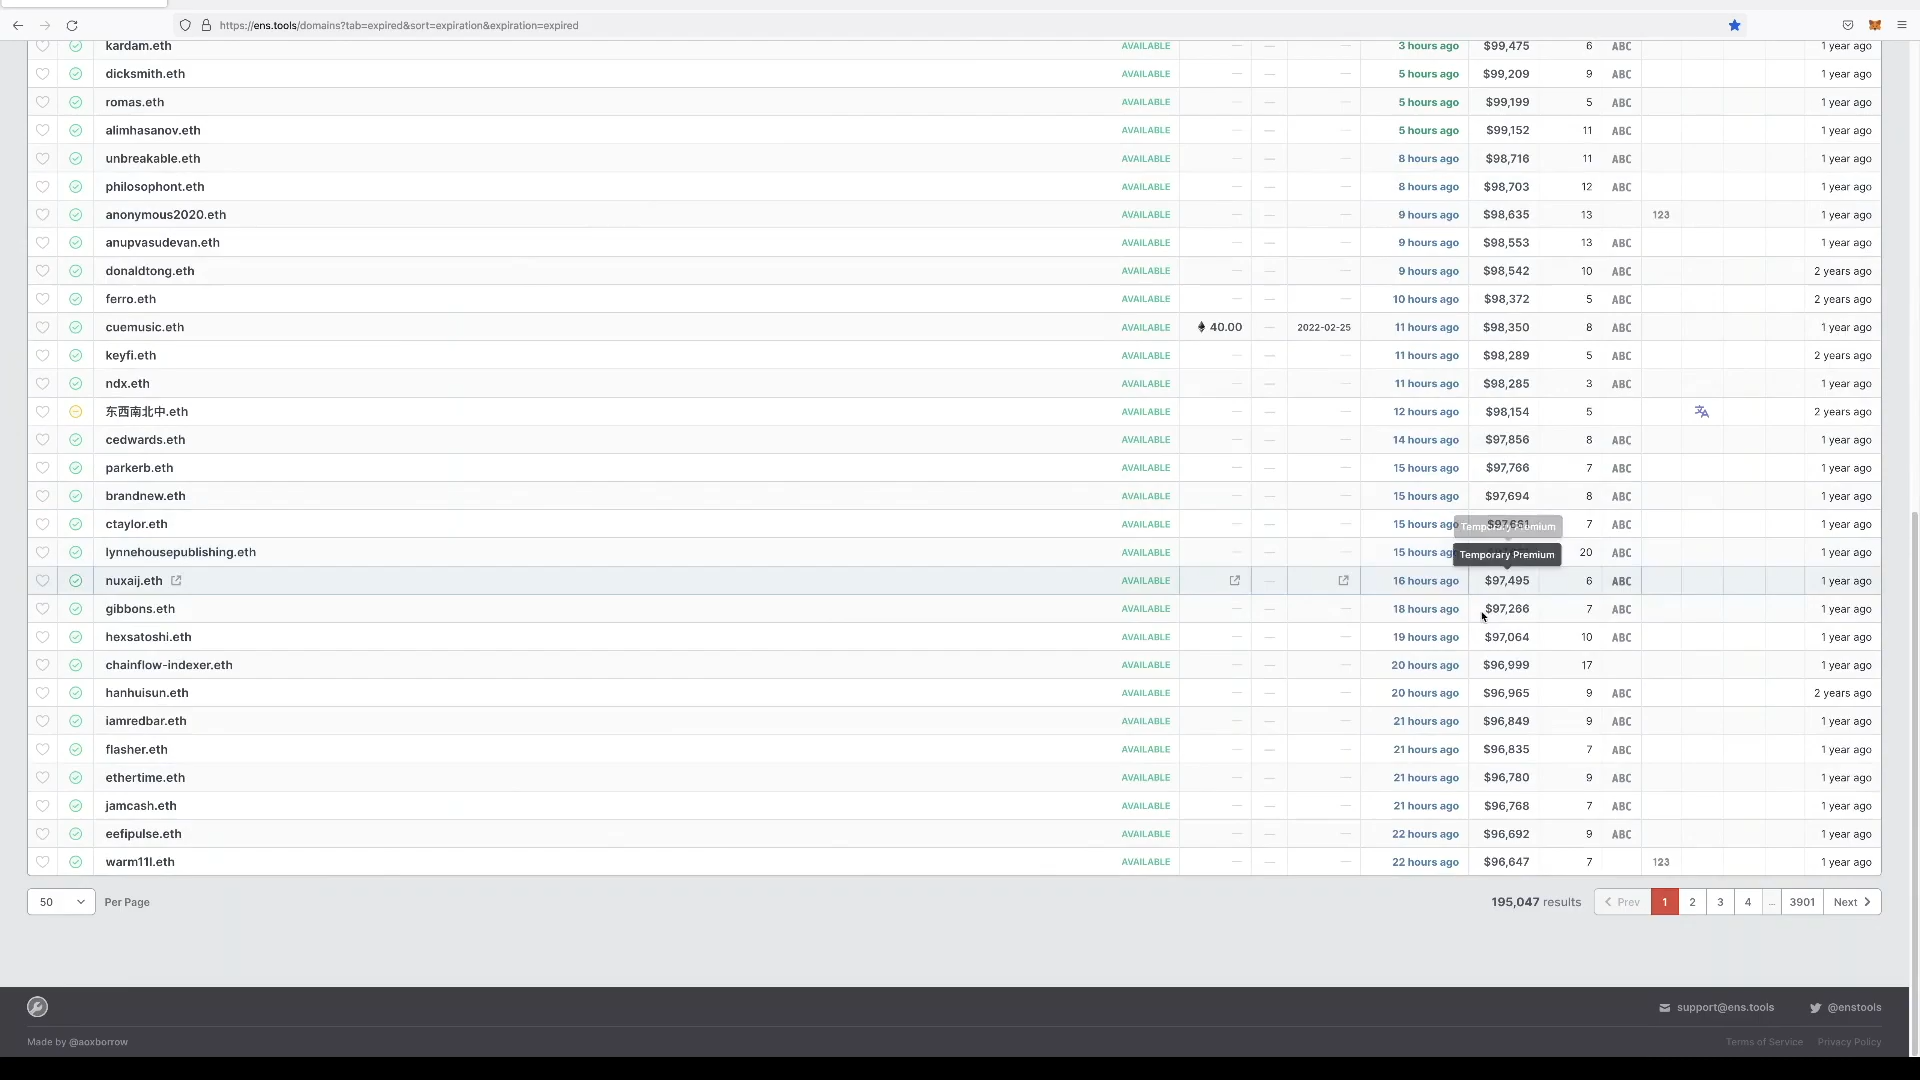 https://ens.tools/domains?tab=expired&sort=expiration&expiration=expired
kardam.eth AVAILABLE — — — 3 hours ago $99,475 6 ABC 1 year ago
dicksmith.eth AVAILABLE — — — 5 hours ago $99,209 9 ABC 1 year ago
romas.eth AVAILABLE — — — 5 hours ago $99,199 5 ABC 1 year ago
alimhasanov.eth AVAILABLE — — — 5 hours ago $99,152 11 ABC 1 year ago
unbreakable.eth AVAILABLE — — — 8 hours ago $98,716 11 ABC 1 year ago
philosophont.eth AVAILABLE — — — 8 hours ago $98,703 12 ABC 1 year ago
anonymous2020.eth AVAILABLE — — — 9 hours ago $98,635 13 123 1 year ago
anupvasudevan.eth AVAILABLE — — — 9 hours ago $98,553 13 ABC 1 year ago
donaldtong.eth AVAILABLE — — — 9 hours ago $98,542 10 ABC 2 years ago
ferro.eth AVAILABLE — — — 10 hours ago $98,372 5 ABC 2 years ago
cuemusic.eth AVAILABLE 40.00 — 2022-02-25 11 hours ago $98,350 8 ABC 1 year ago
keyfi.eth AVAILABLE — — — 11 hours ago $98,289 5 ABC 2 years ago
ndx.eth AVAILABLE — — — 11 hours ago $98,285 3 ABC 1 year ago
东西南北中.eth AVAILABLE — — — 12 hours ago $98,154 5 2 years ago
cedwards.eth AVAILABLE — — — 14 hours ago $97,856 8 ABC 1 year ago
parkerb.eth AVAILABLE — — — 15 hours ago $97,766 7 ABC 1 year ago
brandnew.eth AVAILABLE — — — 15 hours ago $97,694 8 ABC 1 year ago
ctaylor.eth AVAILABLE — — — 15 hours ago $97,661 7 ABC 1 year ago
Temporary Premium
lynnehousepublishing.eth AVAILABLE — — — 15 hours ago 20 ABC 1 year ago
Temporary Premium
nuxaij.eth AVAILABLE — 16 hours ago $97,495 6 ABC 1 year ago
gibbons.eth AVAILABLE — — — 18 hours ago $97,266 7 ABC 1 year ago
hexsatoshi.eth AVAILABLE — — — 19 hours ago $97,064 10 ABC 1 year ago
chainflow-indexer.eth AVAILABLE — — — 20 hours ago $96,999 17 1 year ago
hanhuisun.eth AVAILABLE — — — 20 hours ago $96,965 9 ABC 2 years ago
iamredbar.eth AVAILABLE — — — 21 hours ago $96,849 9 ABC 1 year ago
flasher.eth AVAILABLE — — — 21 hours ago $96,835 7 ABC 1 year ago
ethertime.eth AVAILABLE — — — 21 hours ago $96,780 9 ABC 1 year ago
jamcash.eth AVAILABLE — — — 21 hours ago $96,768 7 ABC 1 year ago
eefipulse.eth AVAILABLE — — — 22 hours ago $96,692 9 ABC 1 year ago
warm11l.eth AVAILABLE — — — 22 hours ago $96,647 7 123 1 year ago
50 Per Page 195,047 results Prev 1 2 3 4 ... 3901 Next
support@ens.tools @enstools
Made by @aoxborrow Terms of Service Privacy Policy